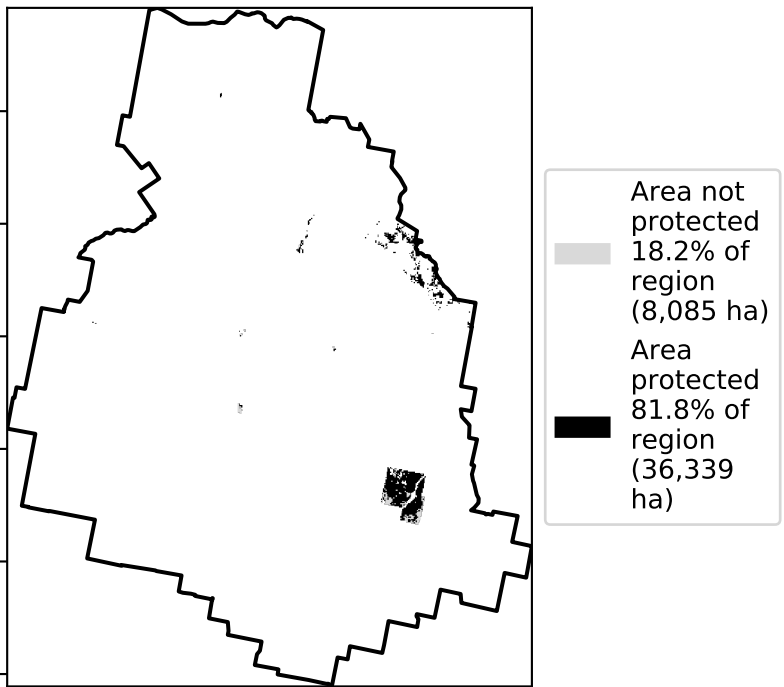 Area not
protected
18.2% of
region
(8,085 ha)
Area
protected
81.8% of
region
(36,339
ha)